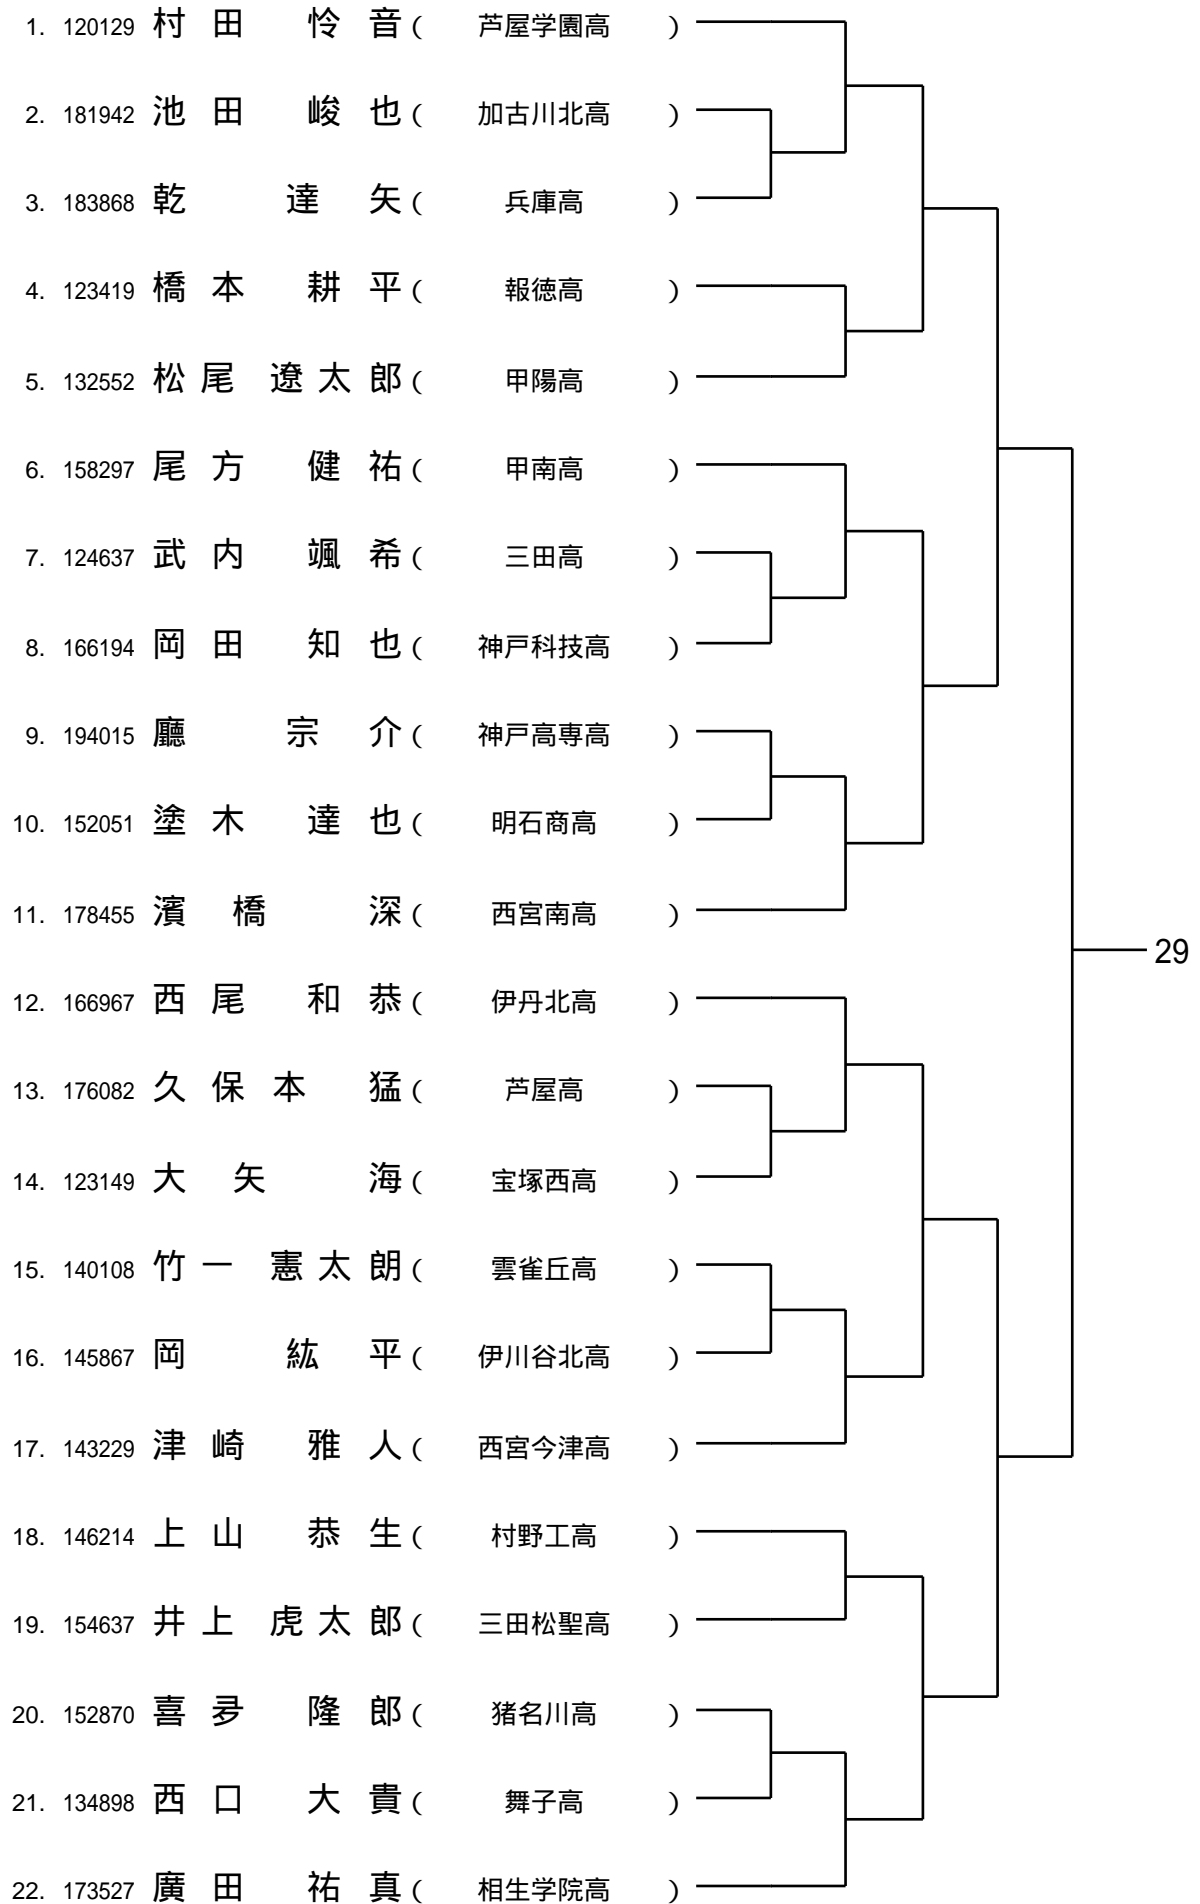 1. 120129 村田 怜音 ( 芦屋学園高 )
2. 181942 池田 峻也 ( 加古川北高 )
3. 183868 乾 達矢 ( 兵庫高 )
4. 123419 橋本 耕平 ( 報徳高 )
5. 132552 松尾 遼太郎 ( 甲陽高 )
6. 158297 尾方 健祐 ( 甲南高 )
7. 124637 武内 颯希 ( 三田高 )
8. 166194 岡田 知也 ( 神戸科技高 )
9. 194015 廳 宗介 ( 神戸高専高 )
10. 152051 塗木 達也 ( 明石商高 )
11. 178455 濱橋 深 ( 西宮南高 )
29
12. 166967 西尾 和恭 ( 伊丹北高 )
13. 176082 久保本 猛 ( 芦屋高 )
14. 123149 大矢 海 ( 宝塚西高 )
15. 140108 竹一 憲太朗 ( 雲雀丘高 )
16. 145867 岡 紘平 ( 伊川谷北高 )
17. 143229 津崎 雅人 ( 西宮今津高 )
18. 146214 上山 恭生 ( 村野工高 )
19. 154637 井上 虎太郎 ( 三田松聖高 )
20. 152870 喜夛 隆郎 ( 猪名川高 )
21. 134898 西口 大貴 ( 舞子高 )
22. 173527 廣田 祐真 ( 相生学院高 )